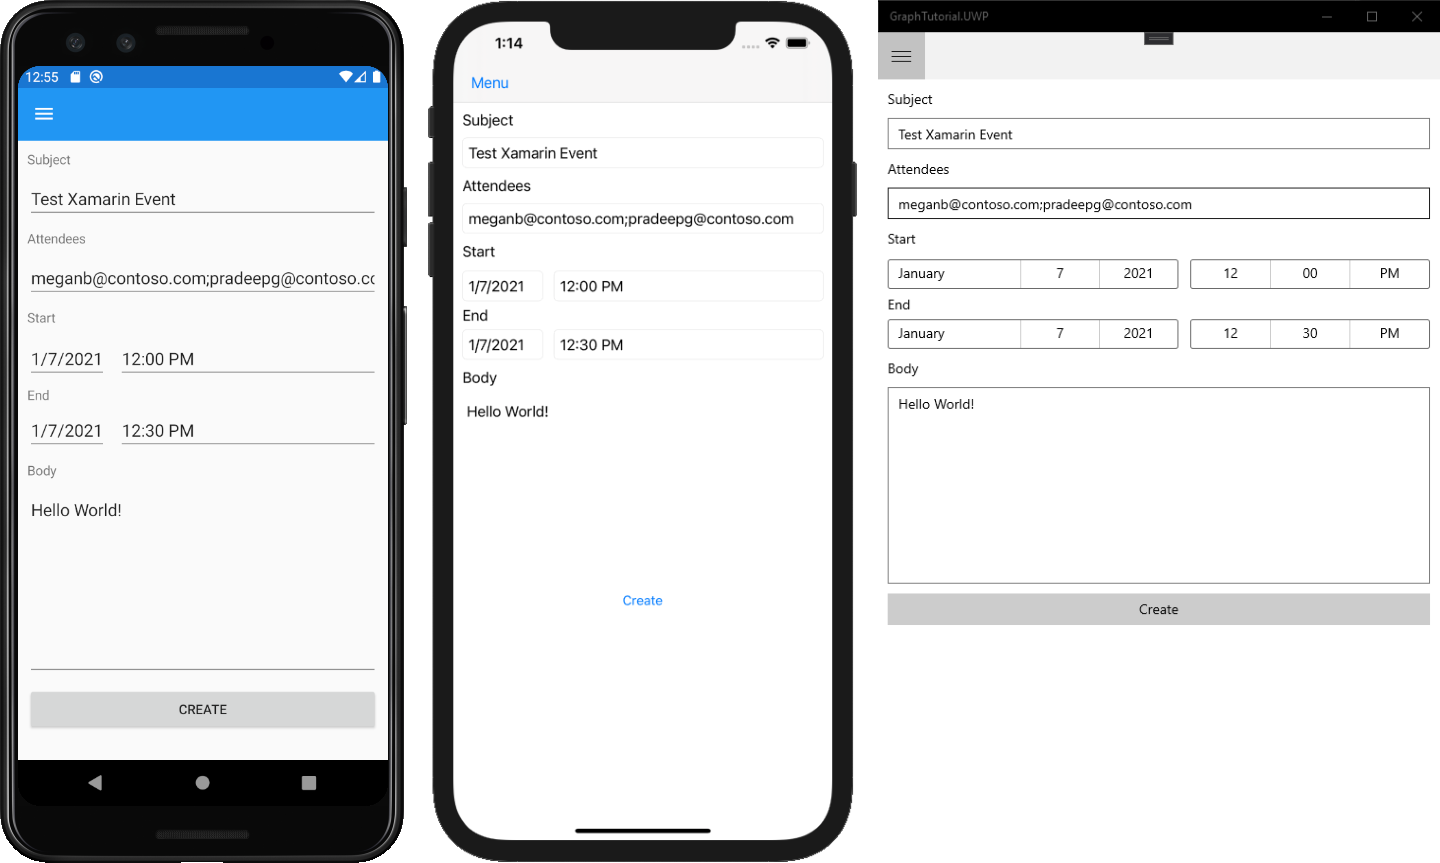 12:55
Subject
Test Xamarin Event
Attendees
meganb@contoso.com;pradeepg@contoso.cc
Start
1/7/2021 12:00 PM
End
1/7/2021 12:30 PM
Body
Hello World!
CREATE
1:14
Menu
Subject
Test Xamarin Event
Attendees
meganb@contoso.com;pradeepg@contoso.com
Start
1/7/2021 12:00 PM
End
1/7/2021 12:30 PM
Body
Hello World!
Create
GraphTutorial.UWP
Subject
Test Xamarin Event
Attendees
meganb@contoso.com;pradeepg@contoso.com
Start
January 7 2021 12 00 PM
End
January 7 2021 12 30 PM
Body
Hello World!
Create